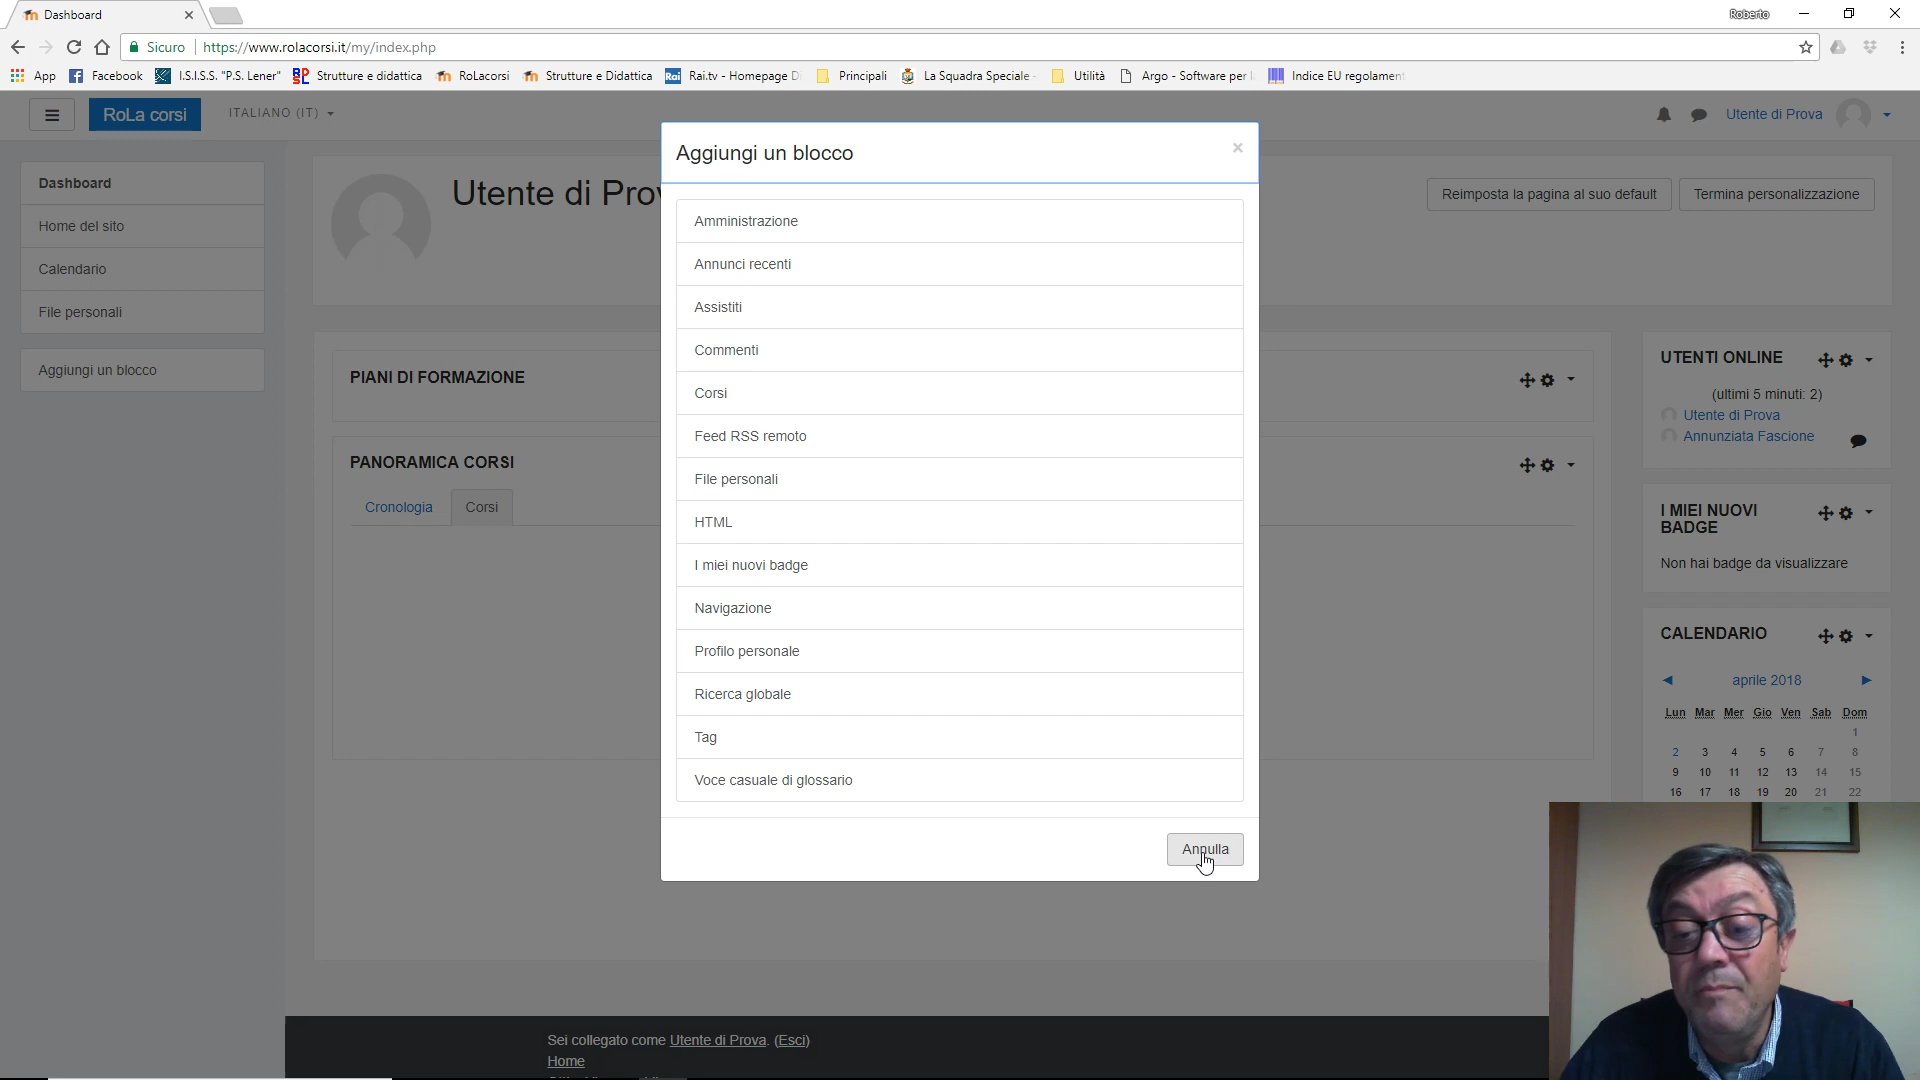 Dashboard
Roberto
Sicuro
https://www.rolacorsi.it/my/index.php
App
Facebook
I.S.I.S.S. "P.S. Lener"
Strutture e didattica
RoLacorsi
Strutture e Didattica
Rai
Rai.tv - Homepage
Principali
La Squadra Speciale
Utilità
Argo - Software per
Indice EU regolamen
RoLa corsi
ITALIANO (IT)
Utente di Prova
Dashboard
Home del sito
Calendario
File personali
Aggiungi un blocco
Utente di Prov
Reimposta la pagina al suo default
Termina personalizzazione
PIANI DI FORMAZIONE
PANORAMICA CORSI
Cronologia
Corsi
Aggiungi un blocco
×
Amministrazione
Annunci recenti
Assistiti
Commenti
Corsi
Feed RSS remoto
File personali
HTML
I miei nuovi badge
Navigazione
Profilo personale
Ricerca globale
Tag
Voce casuale di glossario
Annulla
UTENTI ONLINE
(ultimi 5 minuti: 2)
Utente di Prova
Annunziata Fascione
I MIEI NUOVI
BADGE
Non hai badge da visualizzare
CALENDARIO
aprile 2018
Lun Mar Mer Gio Ven Sab Dom
1
2 3 4 5 6 7 8
9 10 11 12 13 14 15
16 17 18 19 20 21 22
Sei collegato come Utente di Prova. (Esci)
Home